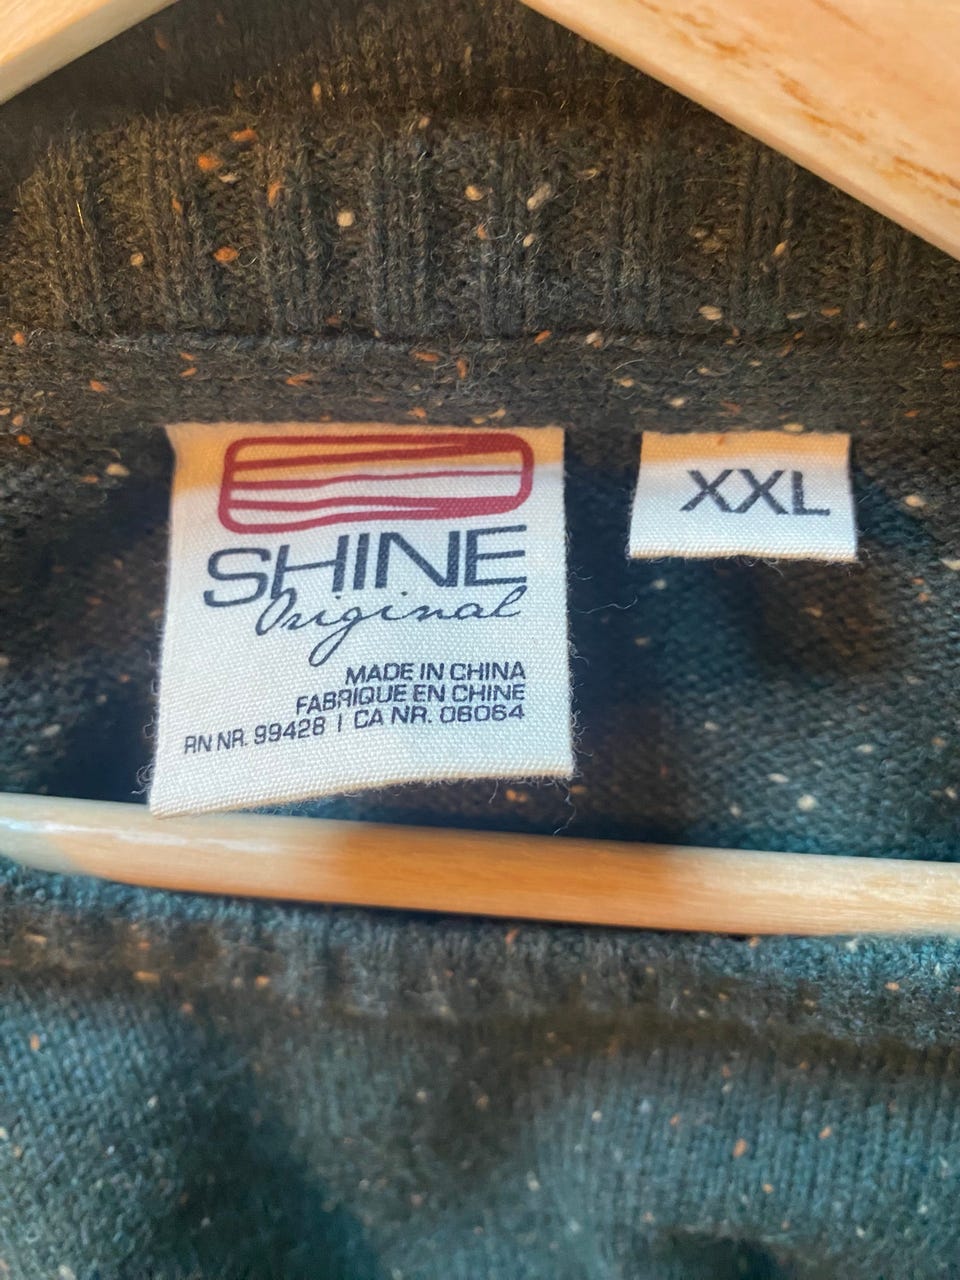 SHINE
Original
MADE IN CHINA
FABRIQUE EN CHINE
RN NR. 99428 | CA NR. 06064
XXL